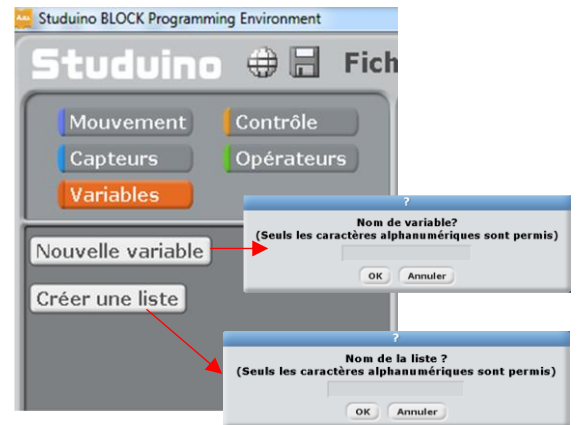 Studuino BLOCK Programming Environment
Studuino Fich
Mouvement Contrôle
Capteurs Opérateurs
Variables
?
Nom de variable?
(Seuls les caractères alphanumériques sont permis)
OK Annuler
Nouvelle variable
Créer une liste
?
Nom de la liste ?
(Seuls les caractères alphanumériques sont permis)
OK Annuler